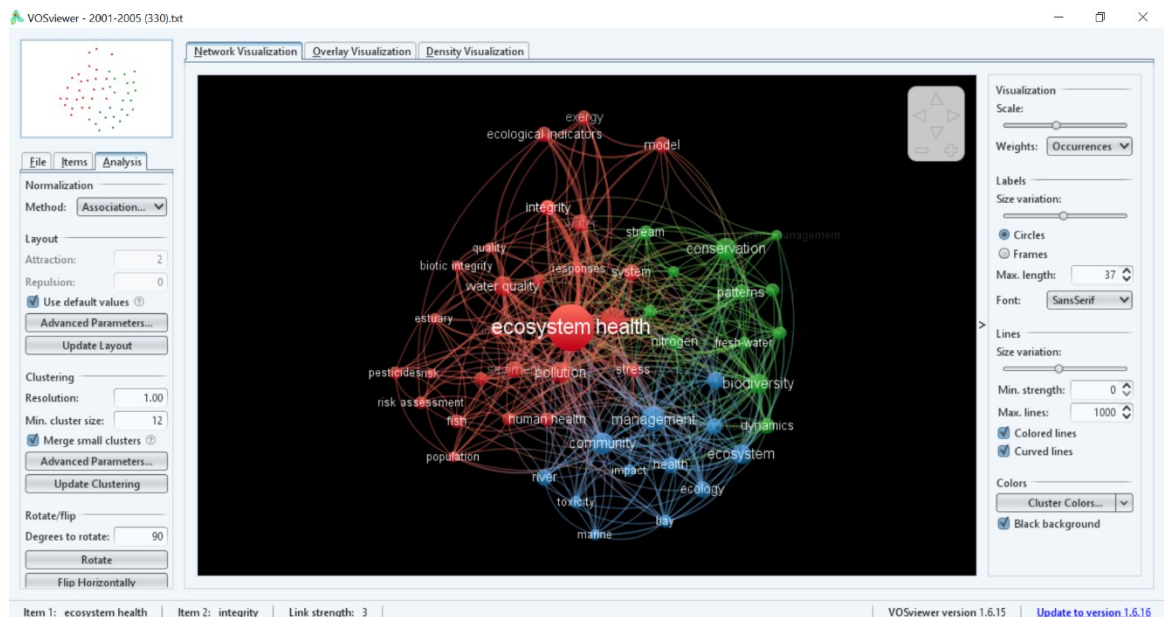 VOSviewer - 2001-2005 (330).txt
Network Visualization Overlay Visualization Density Visualization
File Items Analysis
Normalization
Method: Association...
Layout
Attraction: 2
Repulsion: 0
Use default values
Advanced Parameters...
Update Layout
Clustering
Resolution: 1.00
Min. cluster size: 12
Merge small clusters
Advanced Parameters...
Update Clustering
Rotate/flip
Degrees to rotate: 90
Rotate
Flip Horizontally
exergy
ecological indicators
model
integrity
water
stream
conservation
management
quality
biotic integrity
responses
system
water quality
patterns
estuary
ecosystem health
nitrogen
fresh-water
pesticides
risk
sediment
pollution
stress
biodiversity
risk assessment
fish
human health
management
dynamics
community
population
impact
health
ecosystem
river
ecology
toxicity
bay
marine
>
Visualization
Scale:
Weights: Occurrences
Labels
Size variation:
Circles
Frames
Max. length: 37
Font: SansSerif
Lines
Size variation:
Min. strength: 0
Max. lines: 1000
Colored lines
Curved lines
Colors
Cluster Colors...
Black background
Item 1: ecosystem health Item 2: integrity Link strength: 3
VOSviewer version 1.6.15 Update to version 1.6.16